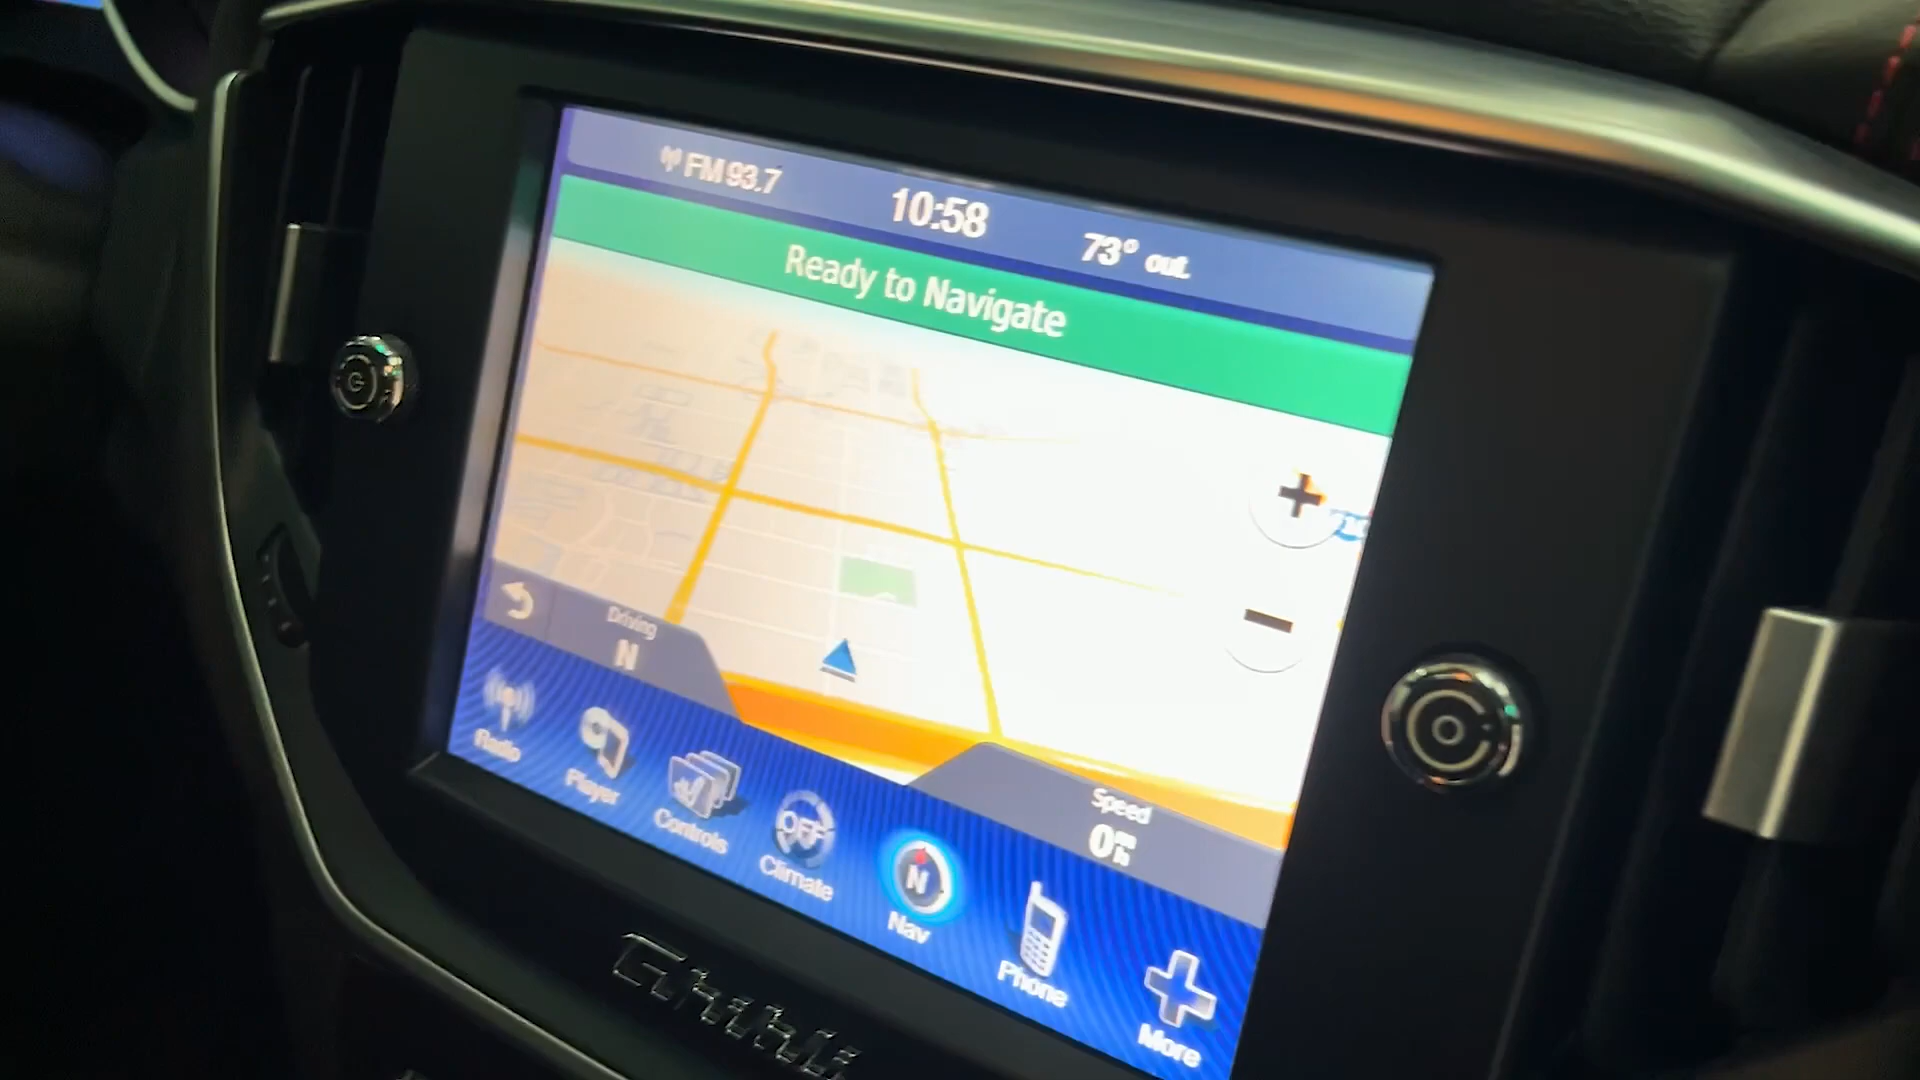 FM 93.7
10:58
73° out.
Ready to Navigate
Driving
N
Speed
0 m/h
Radio
Player
Controls
OFF
Climate
N
Nav
Phone
More
Ghibli